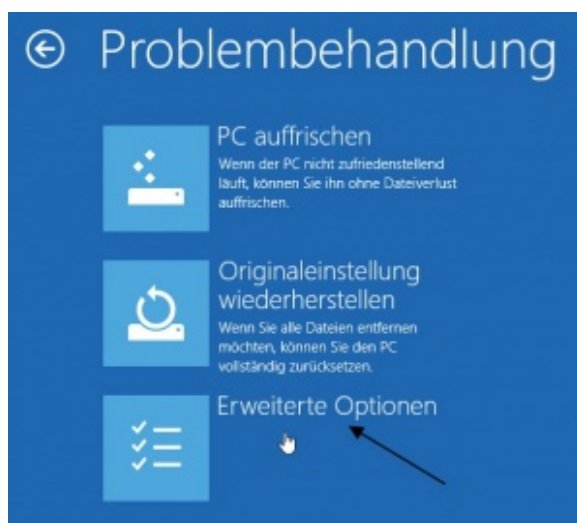 Problembehandlung
PC auffrischen
Wenn der PC nicht zufriedenstellend
läuft, können Sie ihn ohne Dateiverlust
auffrischen.
Originaleinstellung
wiederherstellen
Wenn Sie alle Dateien entfernen
möchten, können Sie den PC
vollständig zurücksetzen.
Erweiterte Optionen